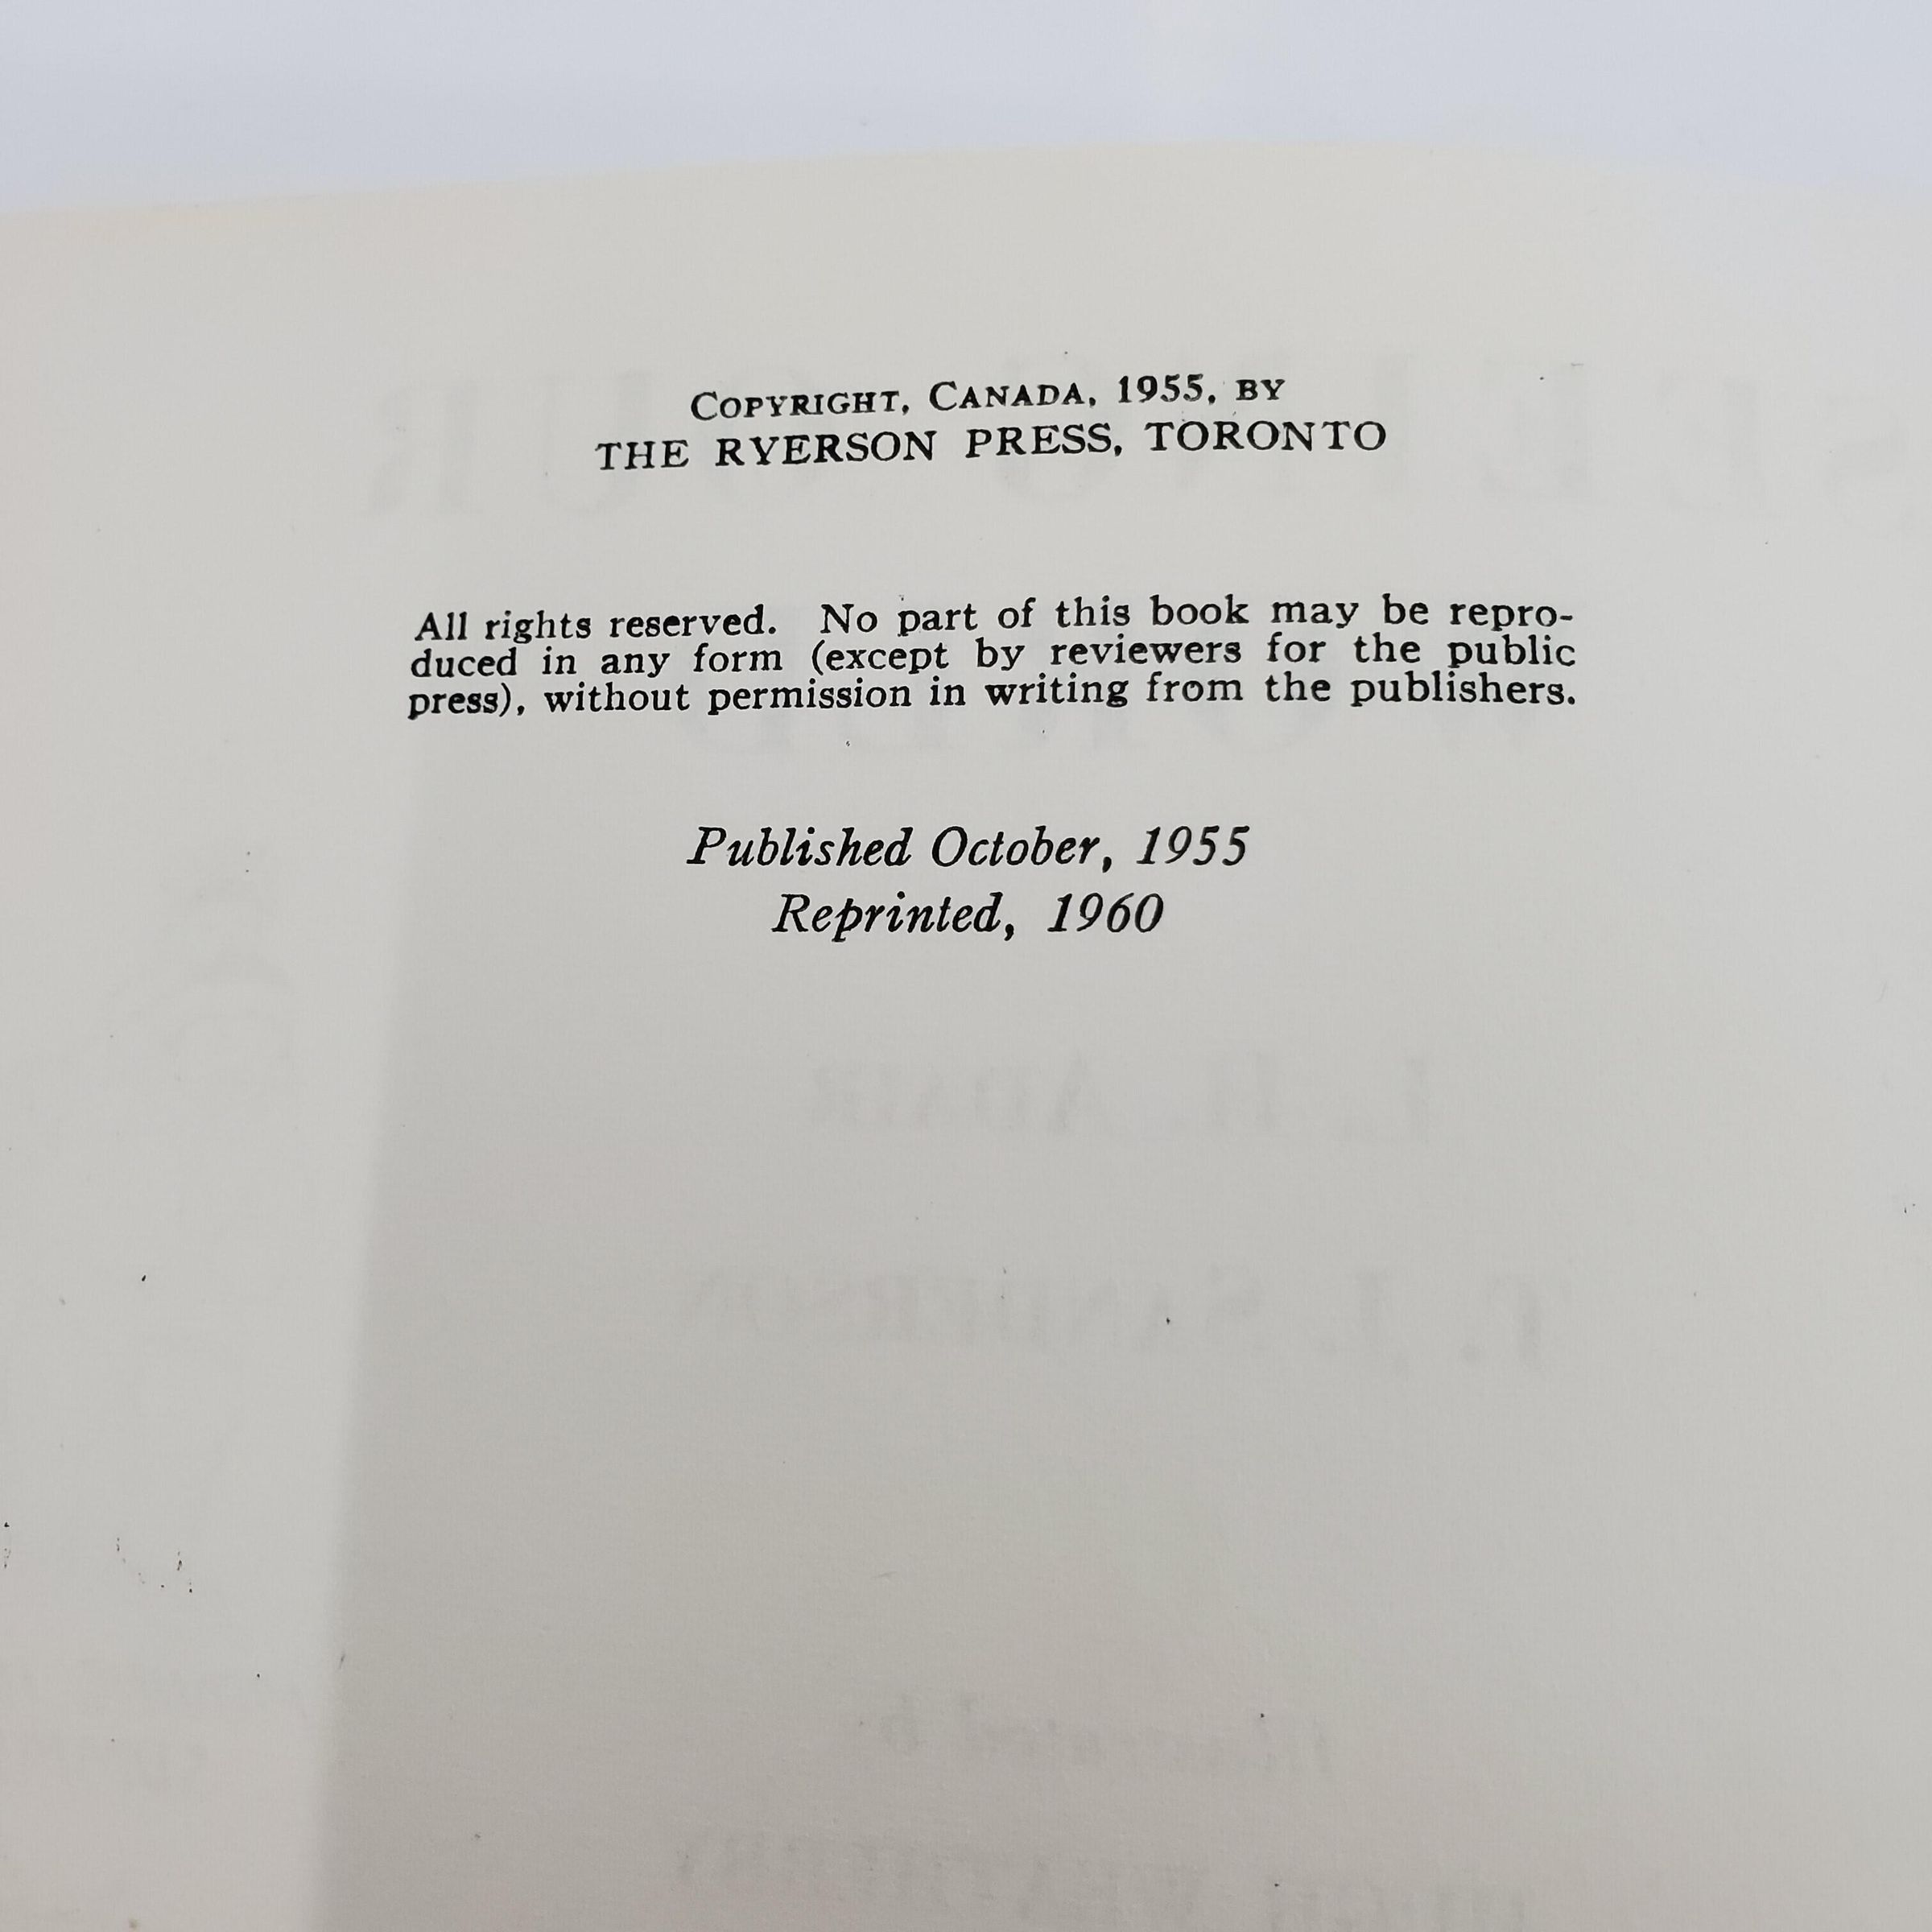 COPYRIGHT, CANADA, 1955, BY
THE RYERSON PRESS, TORONTO
All rights reserved. No part of this book may be repro-
duced in any form (except by reviewers for the public
press), without permission in writing from the publishers.
Published October, 1955
Reprinted, 1960